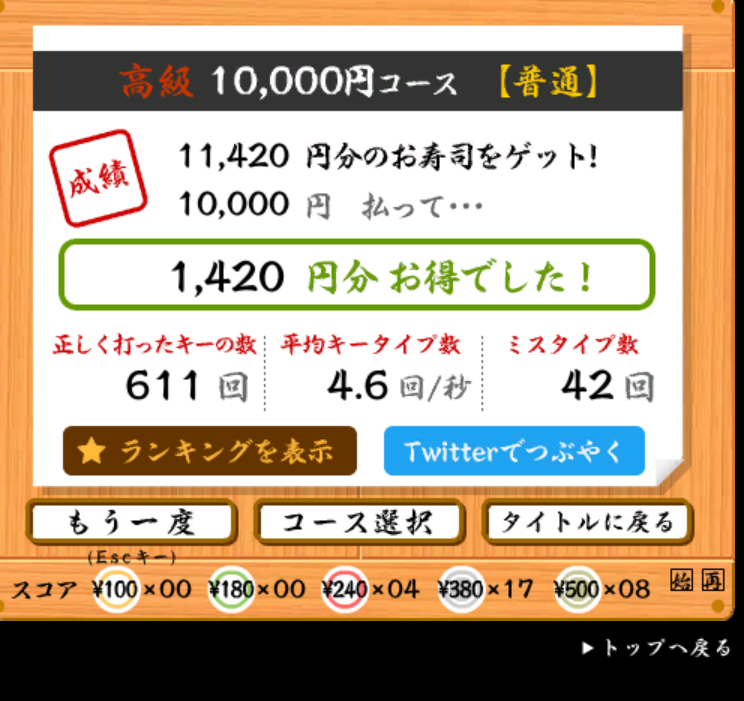 高級 10,000円コース 【普通】
成績
11,420 円分のお寿司をゲット!
10,000 円 払って…
1,420 円分 お得でした!
正しく打ったキーの数 平均キータイプ数 ミスタイプ数
611 回 4.6 回/秒 42 回
ランキングを表示 Twitterでつぶやく
もう一度 コース選択 タイトルに戻る
(Escキー)
スコア ¥100×00 ¥180×00 ¥240×04 ¥380×17 ¥500×08 始 再
▶トップへ戻る